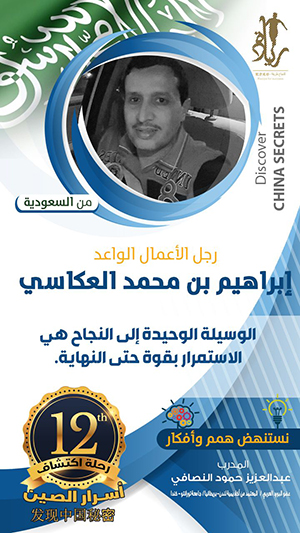 ريادة
Discover
CHINA SECRETS
من السعودية
رجل الأعمال الواعد
إبراهيم بن محمد العكاسي
الوسيلة الوحيدة إلى النجاح هي
الاستمرار بقوة حتى النهاية.
12th
رحلة اكتشاف
أسرار الصين
发现中国秘密
نستنهض همم وأفكار
المدرب
عبدالعزيز حمود النصافي